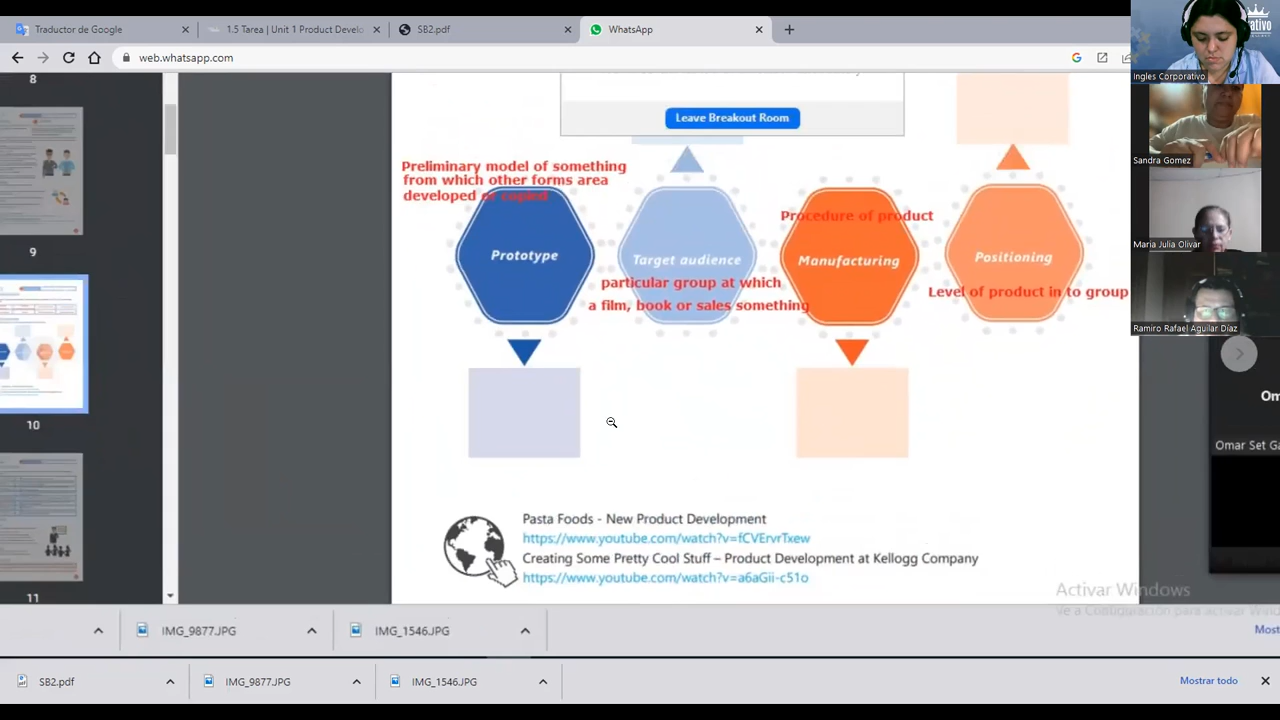 Traductor de Google
1.5 Tarea | Unit 1 Product Develo
SB2.pdf
WhatsApp
web.whatsapp.com
Ingles Corporativo
Sandra Gomez
Maria Julia Olivar
Ramiro Rafael Aguilar Díaz
Omar Set Ga
8
9
10
11
Leave Breakout Room
Preliminary model of something
from which other forms area
developed or copied
Prototype
Target audience
particular group at which
a film, book or sales something
Procedure of product
Manufacturing
Positioning
Level of product in to group
Pasta Foods - New Product Development
https://www.youtube.com/watch?v=fCVErvrTxew
Creating Some Pretty Cool Stuff – Product Development at Kellogg Company
https://www.youtube.com/watch?v=a6aGii-c51o
Activar Windows
IMG_9877.JPG
IMG_1546.JPG
Most
SB2.pdf
IMG_9877.JPG
IMG_1546.JPG
Mostrar todo